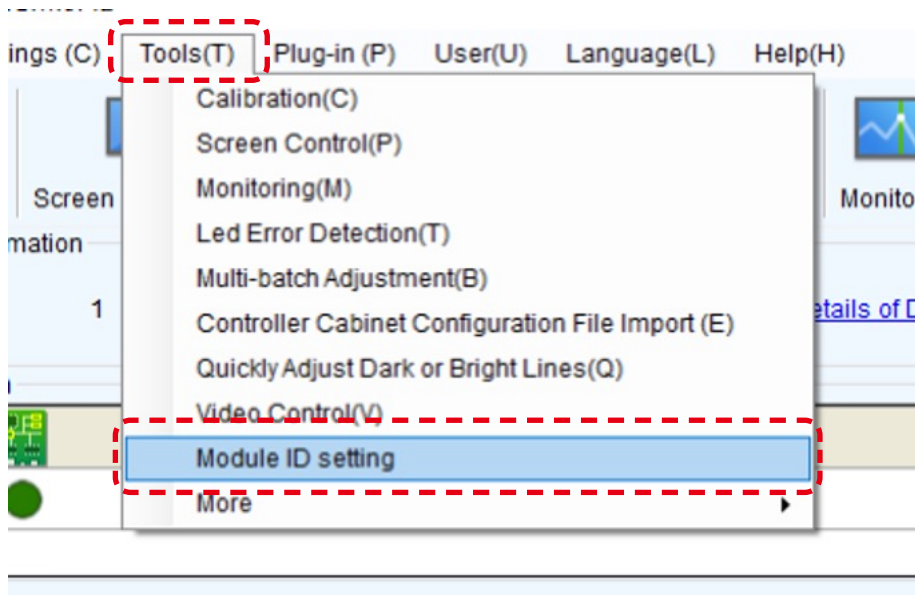 ings (C) Tools(T) Plug-in (P) User(U) Language(L) Help(H)
Calibration(C)
Screen Control(P)
Screen Monitoring(M) Monito
mation Led Error Detection(T)
Multi-batch Adjustment(B)
1 Controller Cabinet Configuration File Import (E) etails of D
Quickly Adjust Dark or Bright Lines(Q)
Video Control(V)
Module ID setting
More